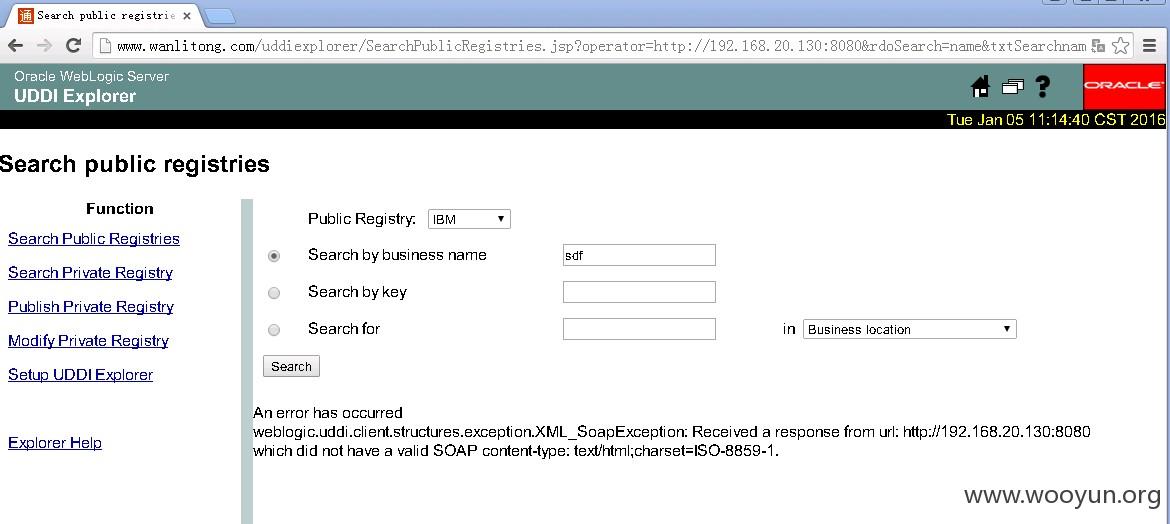 Search public registrie
www.wanlitong.com/uddiexplorer/SearchPublicRegistries.jsp?operator=http://192.168.20.130:8080&rdoSearch=name&txtSearchnam
Oracle WebLogic Server
UDDI Explorer
ORACLE
Tue Jan 05 11:14:40 CST 2016
Search public registries
Function
Search Public Registries
Search Private Registry
Publish Private Registry
Modify Private Registry
Setup UDDI Explorer
Explorer Help
Public Registry: IBM
Search by business name sdf
Search by key
Search for in Business location
Search
An error has occurred
weblogic.uddi.client.structures.exception.XML_SoapException: Received a response from url: http://192.168.20.130:8080
which did not have a valid SOAP content-type: text/html;charset=ISO-8859-1.
www.wooyun.org